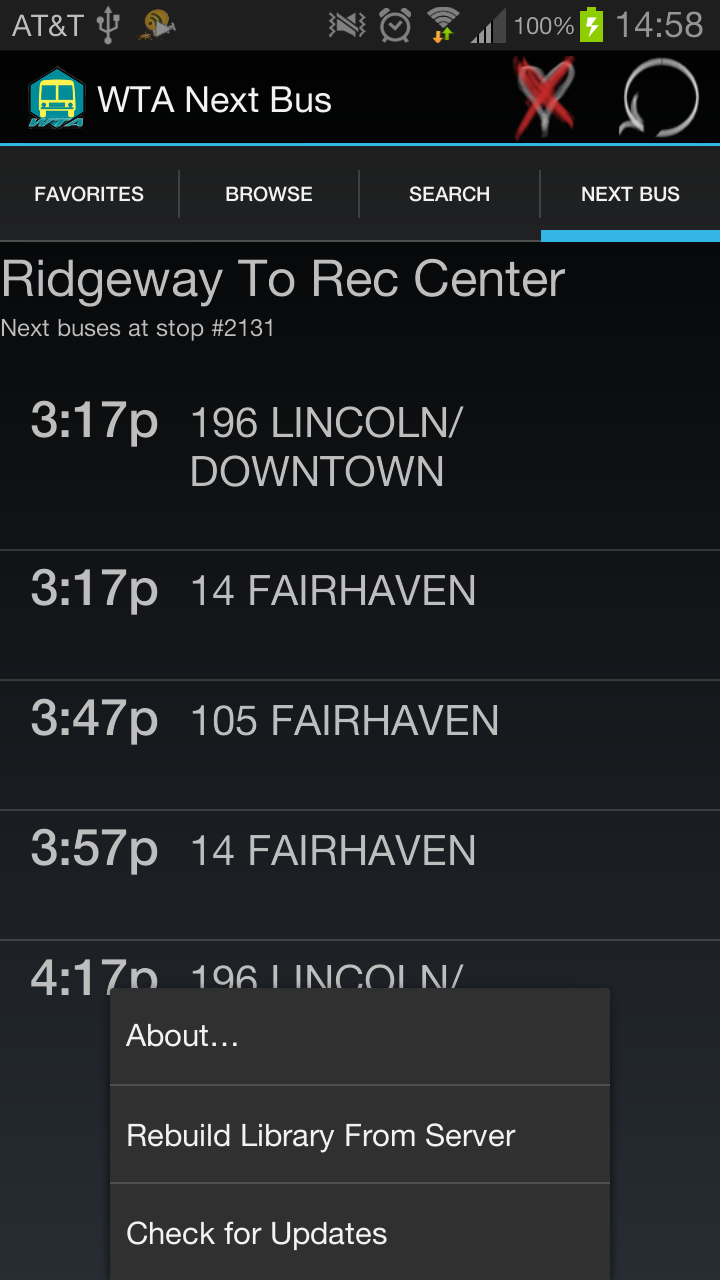 AT&T 100% 14:58
WTA
WTA Next Bus
FAVORITES BROWSE SEARCH NEXT BUS
Ridgeway To Rec Center
Next buses at stop #2131
3:17p 196 LINCOLN/
DOWNTOWN
3:17p 14 FAIRHAVEN
3:47p 105 FAIRHAVEN
3:57p 14 FAIRHAVEN
4:17p 196 LINCOLN/
About...
Rebuild Library From Server
Check for Updates